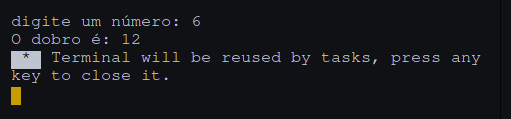 digite um número: 6
O dobro é: 12
* Terminal will be reused by tasks, press any
key to close it.